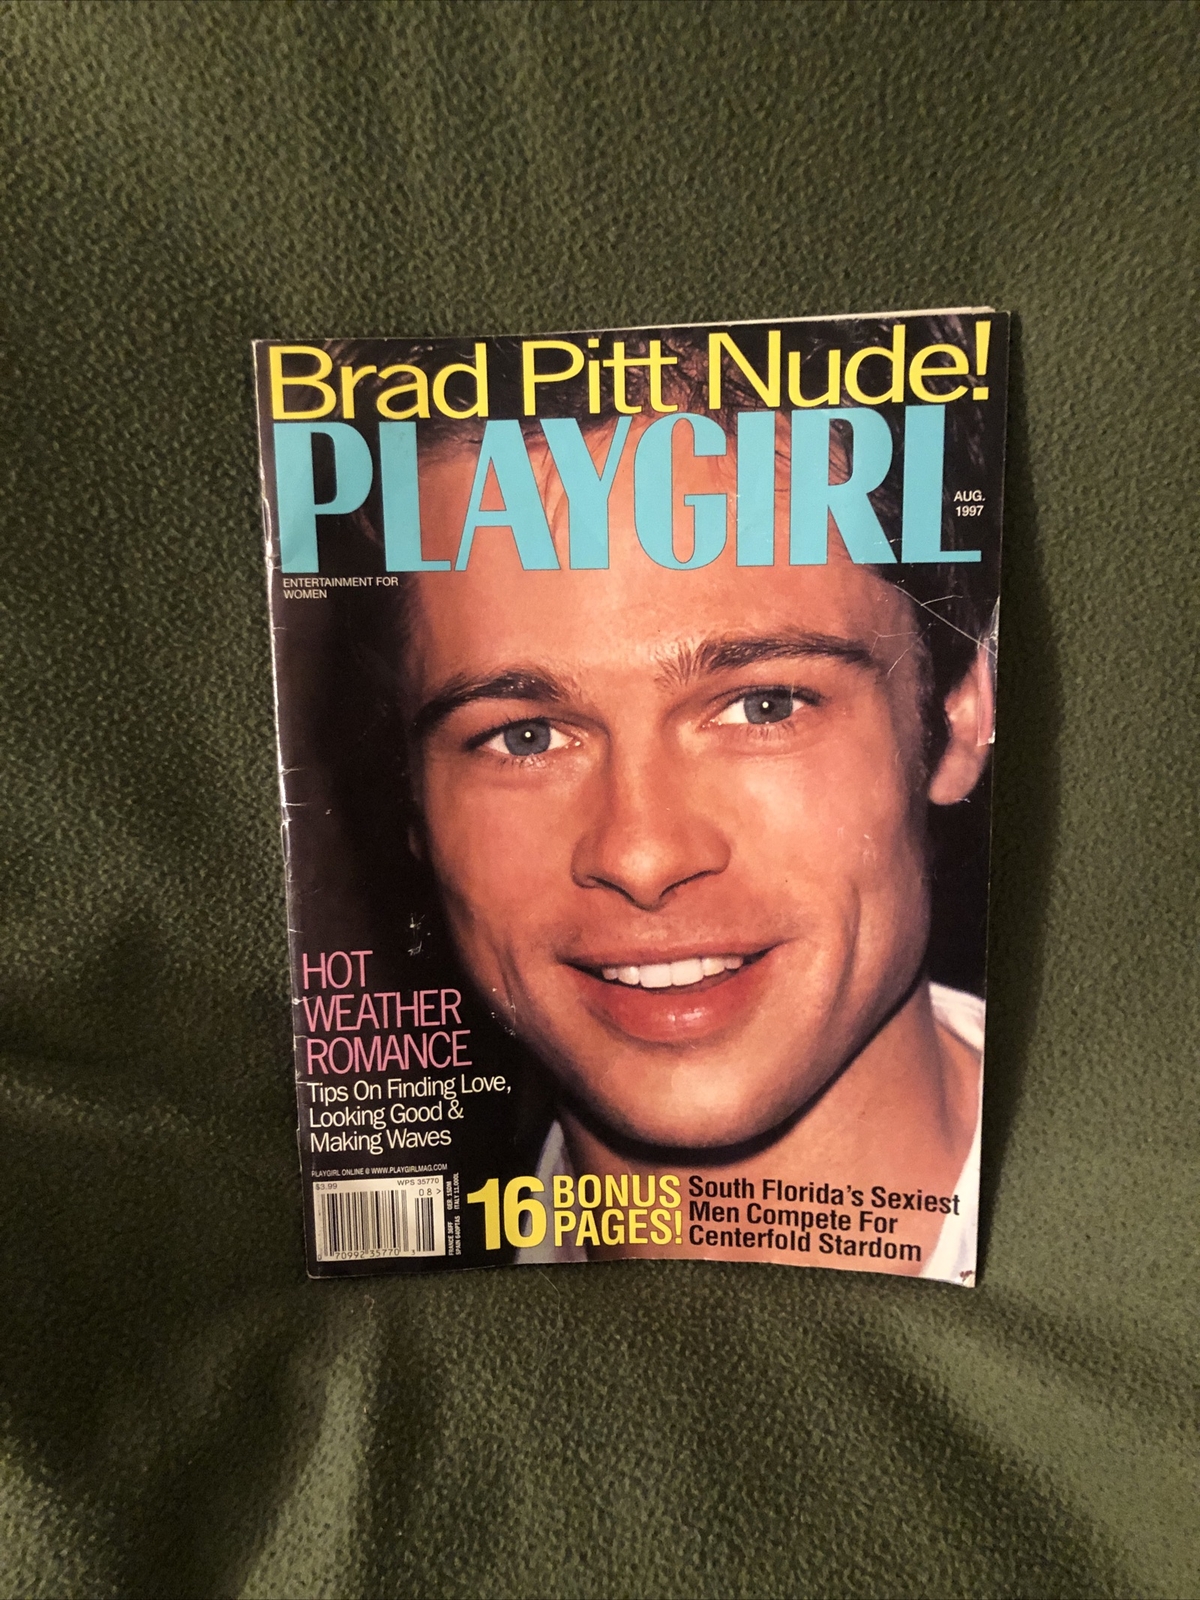 Brad Pitt Nude!
PLAYGIRL
AUG.
1997
ENTERTAINMENT FOR
WOMEN
HOT
WEATHER
ROMANCE
Tips On Finding Love,
Looking Good &
Making Waves
PLAYGIRL ONLINE @ WWW.PLAYGIRLMAG.COM
$3.99
WPS 35770
08>
70992 35770
16 BONUS
PAGES!
South Florida's Sexiest
Men Compete For
Centerfold Stardom